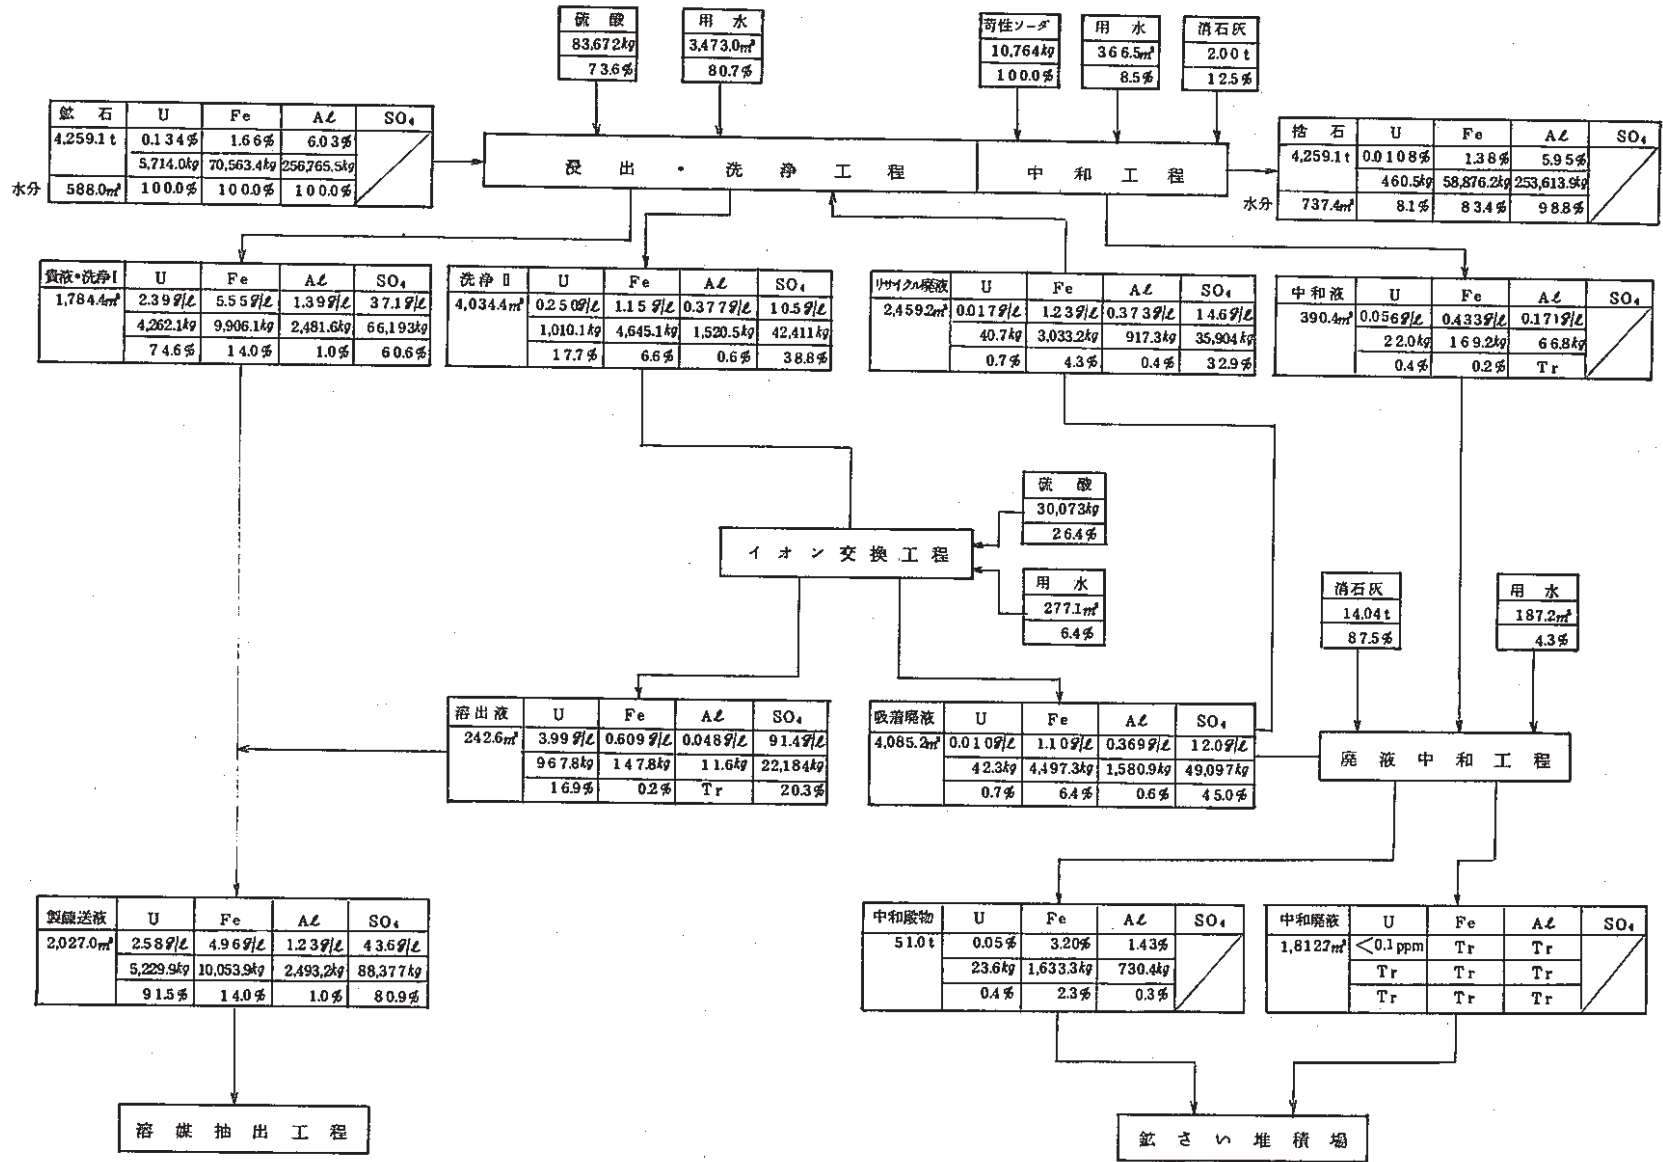 硫 酸
83,672kg
73.6%
用 水
3,473.0m³
80.7%
苛性ソーダ
10,764kg
100.0%
用 水
366.5m³
8.5%
消石灰
2.00t
12.5%
鉱 石 U Fe Al SO₄
4,259.1t 0.134% 1.66% 6.03%
5,714.0kg 70,563.4kg 256,765.5kg
水分 588.0m³ 100.0% 100.0% 100.0%
浸 出 ・ 洗 浄 工 程
中 和 工 程
捨 石 U Fe Al SO₄
4,259.1t 0.0108% 1.38% 5.95%
460.5kg 58,876.2kg 253,613.9kg
水分 737.4m³ 8.1% 83.4% 98.8%
貴液・洗浄Ⅰ U Fe Al SO₄
1,784.4m³ 2.39g/l 5.55g/l 1.39g/l 37.1g/l
4,262.1kg 9,906.1kg 2,481.6kg 66,193kg
74.6% 14.0% 1.0% 60.6%
洗 浄 Ⅱ U Fe Al SO₄
4,034.4m³ 0.250g/l 1.15g/l 0.377g/l 10.5g/l
1,010.1kg 4,645.1kg 1,520.5kg 42,411kg
17.7% 6.6% 0.6% 38.8%
リサイクル廃液 U Fe Al SO₄
2,459.2m³ 0.017g/l 1.23g/l 0.373g/l 14.6g/l
40.7kg 3,033.2kg 917.3kg 35,904kg
0.7% 4.3% 0.4% 32.9%
中 和 液 U Fe Al SO₄
390.4m³ 0.056g/l 0.433g/l 0.171g/l
22.0kg 169.2kg 66.8kg
0.4% 0.2% Tr
硫 酸
30,073kg
26.4%
イ オ ン 交 換 工 程
用 水
277.1m³
6.4%
消石灰
14.04t
87.5%
用 水
187.2m³
4.3%
溶 出 液 U Fe Al SO₄
242.6m³ 3.99g/l 0.609g/l 0.048g/l 91.4g/l
967.8kg 147.8kg 11.6kg 22,184kg
16.9% 0.2% Tr 20.3%
吸着廃液 U Fe Al SO₄
4,085.2m³ 0.010g/l 1.10g/l 0.369g/l 12.0g/l
42.3kg 4,497.3kg 1,580.9kg 49,097kg
0.7% 6.4% 0.6% 45.0%
廃 液 中 和 工 程
製錬送液 U Fe Al SO₄
2,027.0m³ 2.58g/l 4.96g/l 1.23g/l 43.6g/l
5,229.9kg 10,053.9kg 2,493.2kg 88,377kg
91.5% 14.0% 1.0% 80.9%
中和殿物 U Fe Al SO₄
51.0t 0.05% 3.20% 1.43%
23.6kg 1,633.3kg 730.4kg
0.4% 2.3% 0.3%
中和廃液 U Fe Al SO₄
1,812.7m³ <0.1ppm Tr Tr
Tr Tr Tr
Tr Tr Tr
溶 媒 抽 出 工 程
鉱 さ い 堆 積 場